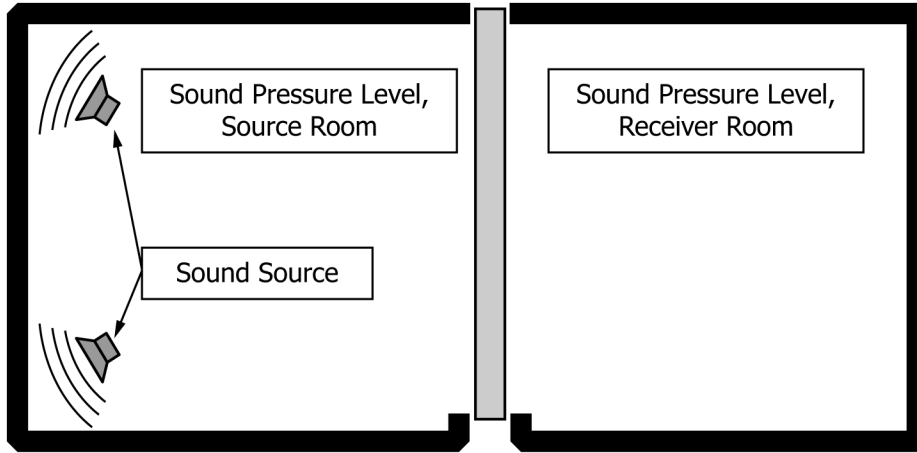 Sound Pressure Level,
Source Room
Sound Pressure Level,
Receiver Room
Sound Source